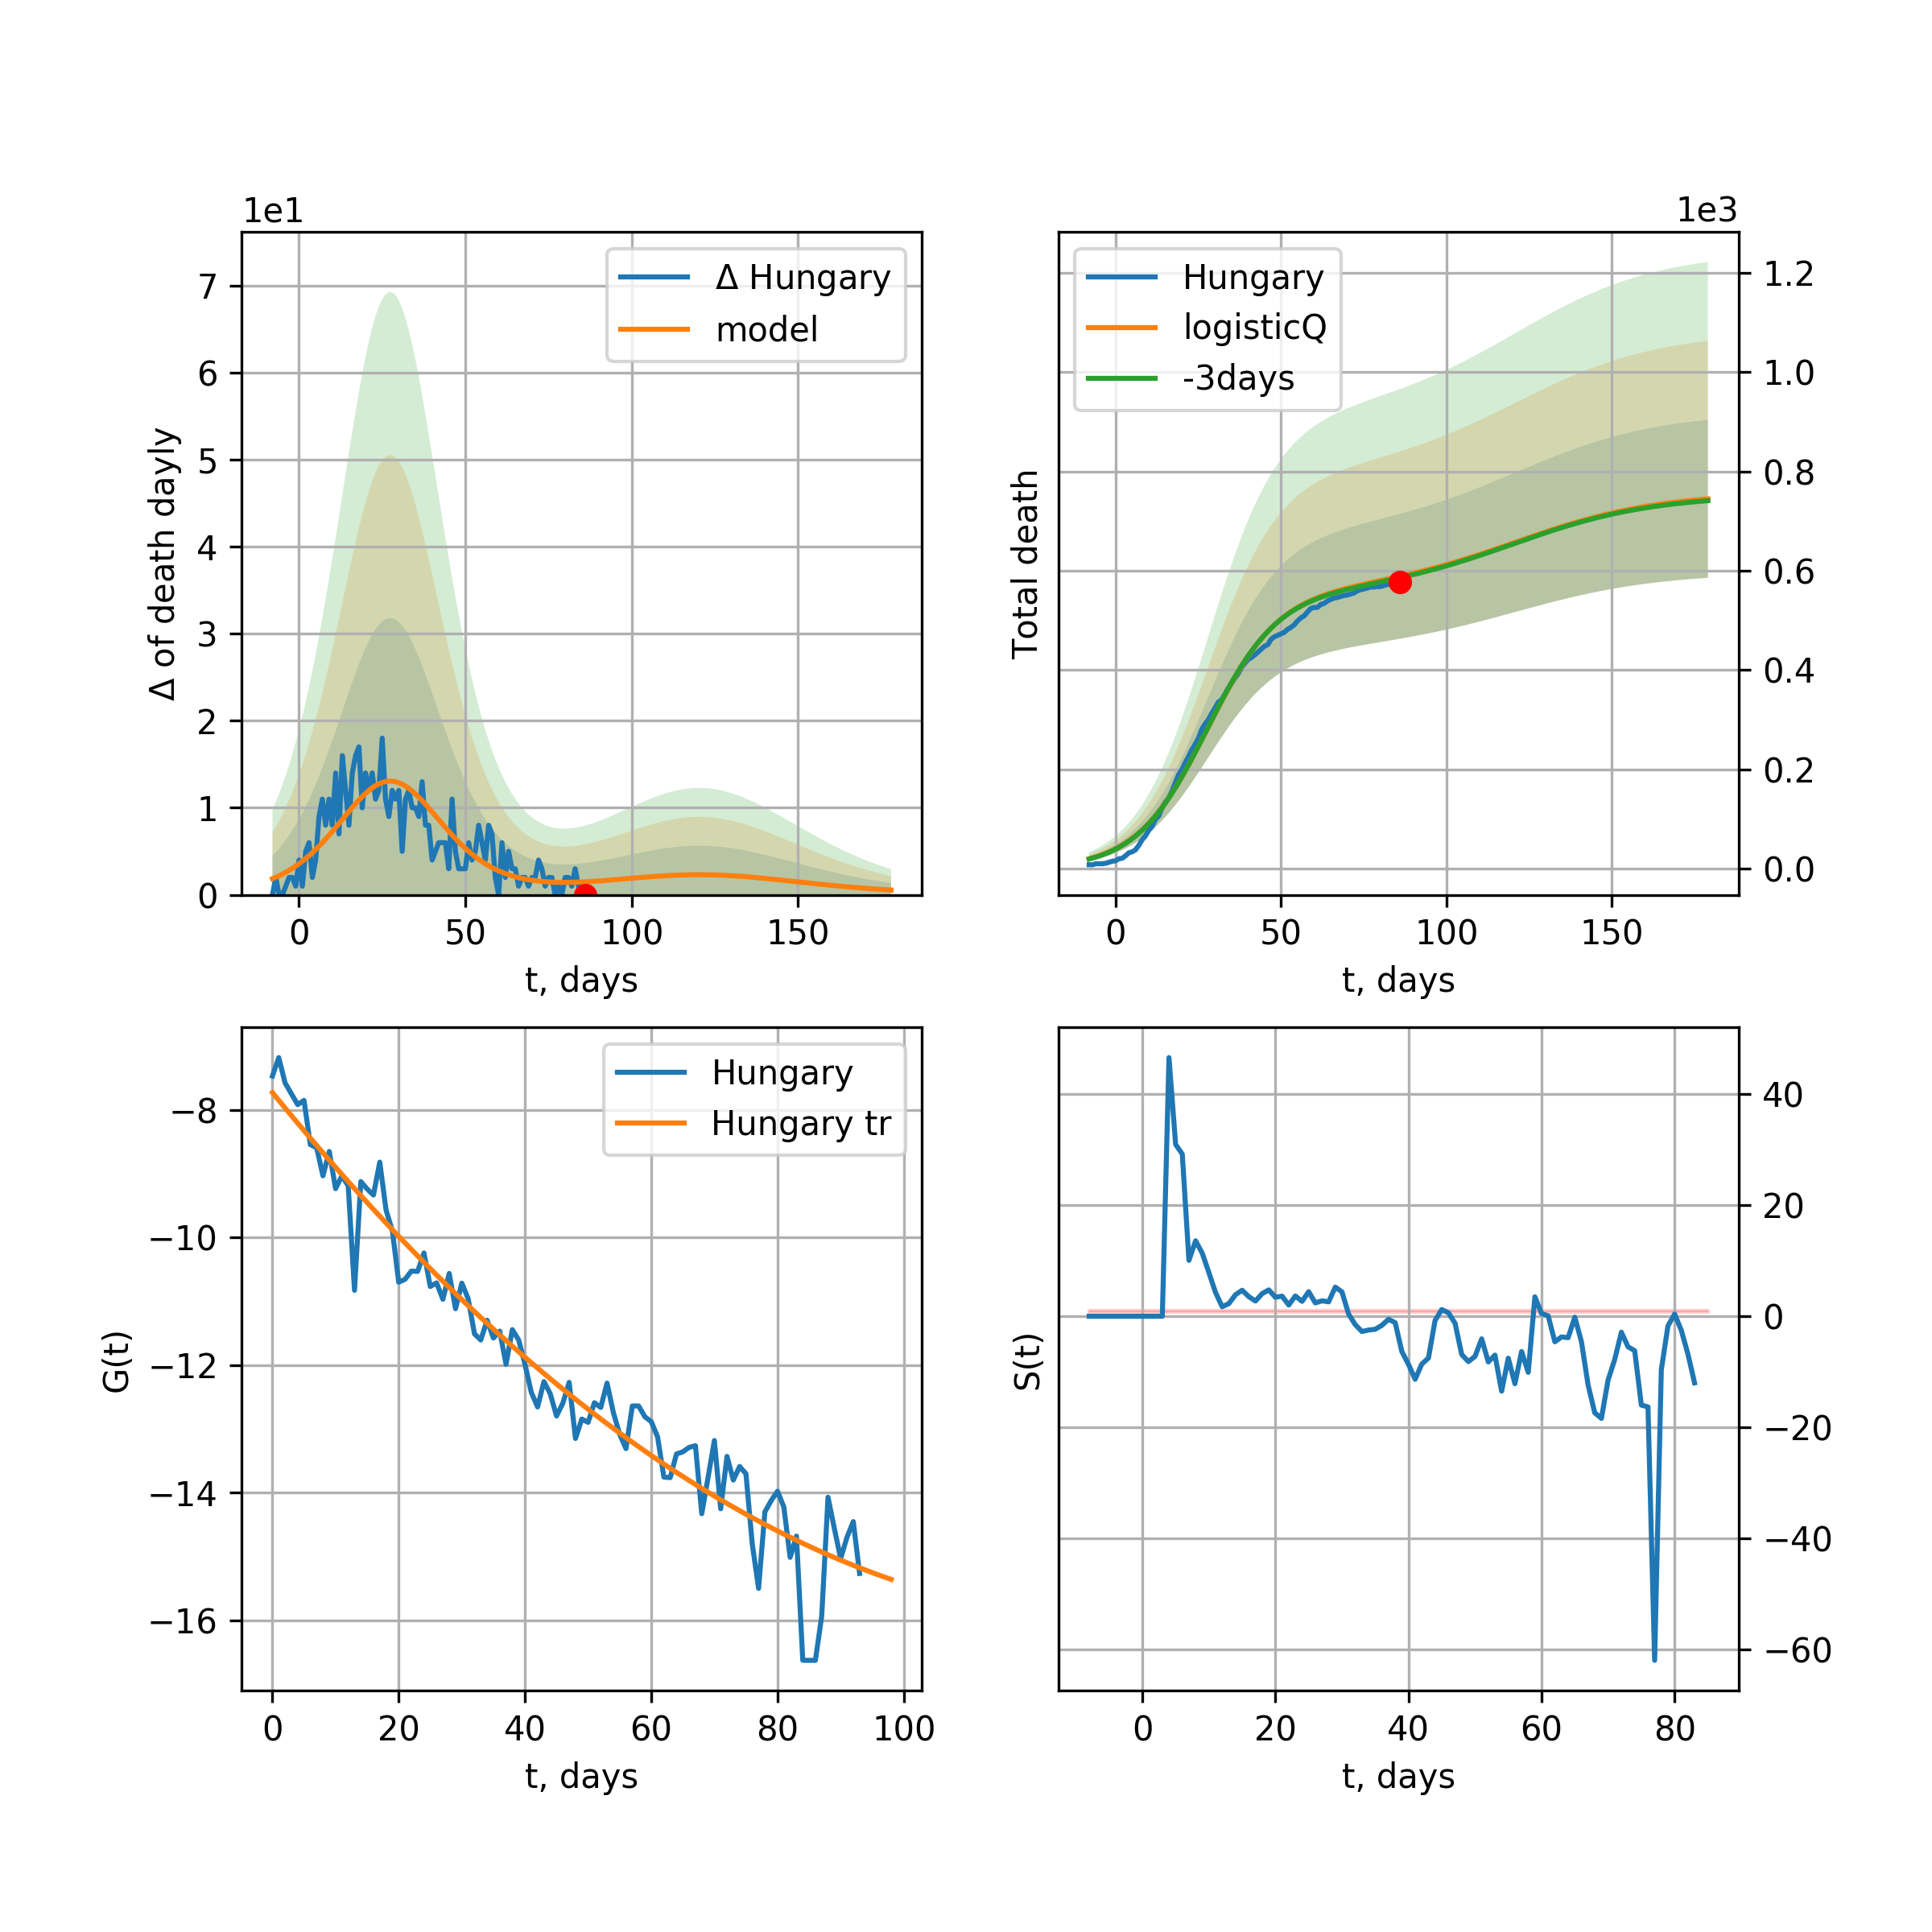 1e1
Δ of death dayly
7
6
5
4
3
2
1
0
Δ Hungary
model
0 50 100 150
t, days
1e3
Total death
Hungary
logisticQ
-3days
1.2
1.0
0.8
0.6
0.4
0.2
0.0
0 50 100 150
t, days
G(t)
−8
−10
−12
−14
−16
Hungary
Hungary tr
0 20 40 60 80 100
t, days
S(t)
40
20
0
−20
−40
−60
0 20 40 60 80
t, days